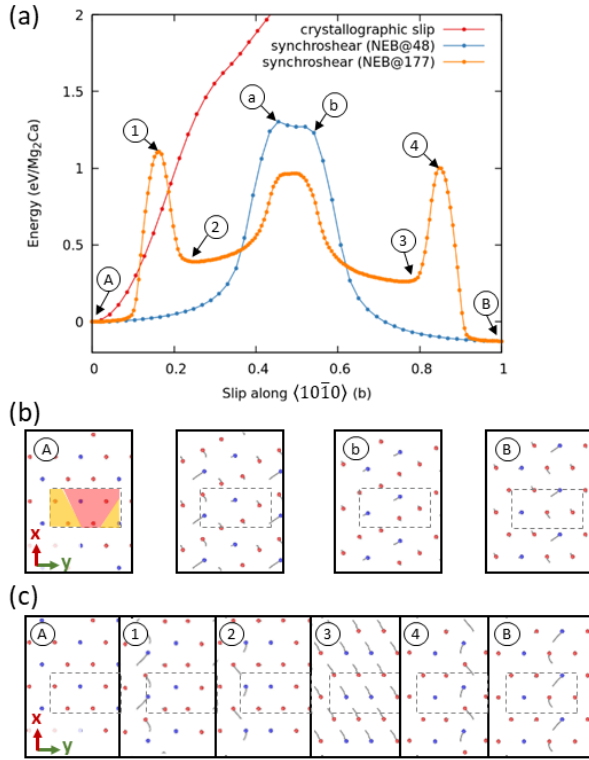 (a)
2
1.5
1
0.5
0
Energy (eV/Mg₂Ca)
crystallographic slip
synchroshear (NEB@48)
synchroshear (NEB@177)
a
b
1
4
2
3
A
B
0
0.2
0.4
0.6
0.8
1
Slip along ⟨101̄0⟩ (b)
(b)
A
b
B
x
y
(c)
A
1
2
3
4
B
x
y